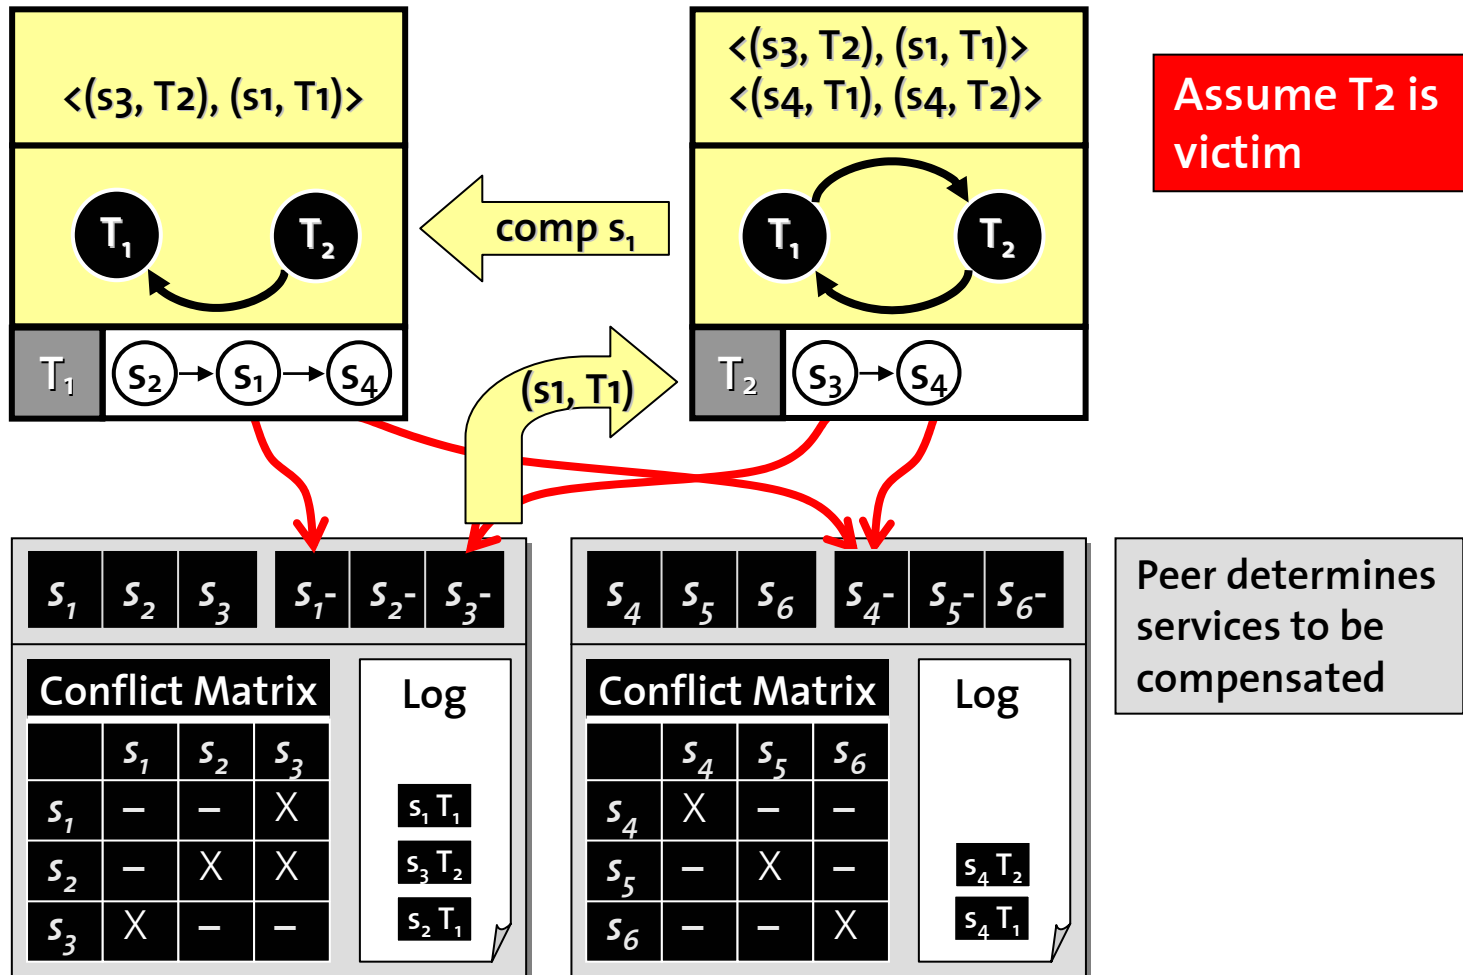 <(s3, T2), (s1, T1)>
<(s3, T2), (s1, T1)>
<(s4, T1), (s4, T2)>
Assume T2 is
victim
T₁ T₂
comp s₁
T₁ T₂
T₁ s₂ s₁ s₄
(s1, T1)
T₂ s₃ s₄
s₁ s₂ s₃ s₁- s₂- s₃-
s₄ s₅ s₆ s₄- s₅- s₆-
Peer determines
services to be
compensated
Conflict Matrix
s₁ s₂ s₃
s₁ – – X
s₂ – X X
s₃ X – –
Log
s₁ T₁
s₃ T₂
s₂ T₁
Conflict Matrix
s₄ s₅ s₆
s₄ X – –
s₅ – X –
s₆ – – X
Log
s₄ T₂
s₄ T₁